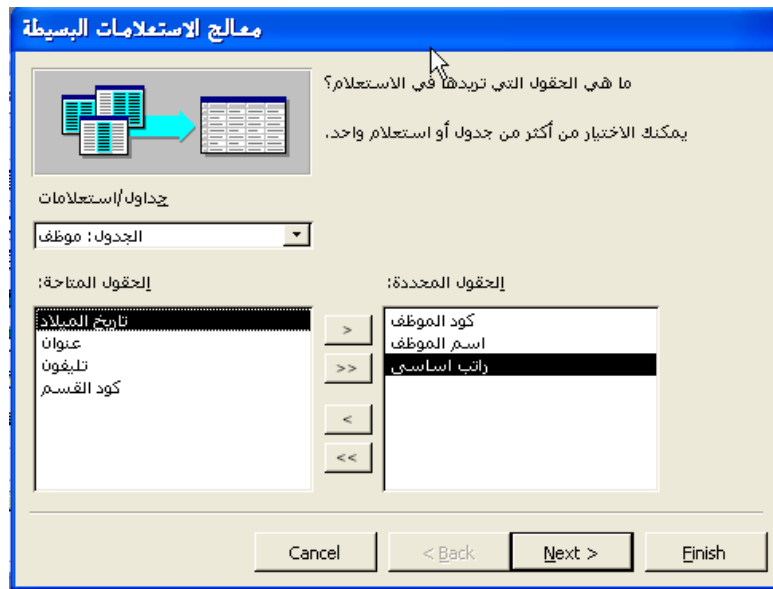 معالج الاستعلامات البسيطة
ما هي الحقول التي تريدها في الاستعلام؟
يمكنك الاختيار من أكثر من جدول أو استعلام واحد.
جداول/استعلامات
الجدول: موظف
الحقول المتاحة:
تاريخ الميلاد
عنوان
تليفون
كود القسم
>
>>
<
<<
الحقول المحددة:
كود الموظف
اسم الموظف
راتب اساسى
Cancel
< Back
Next >
Finish